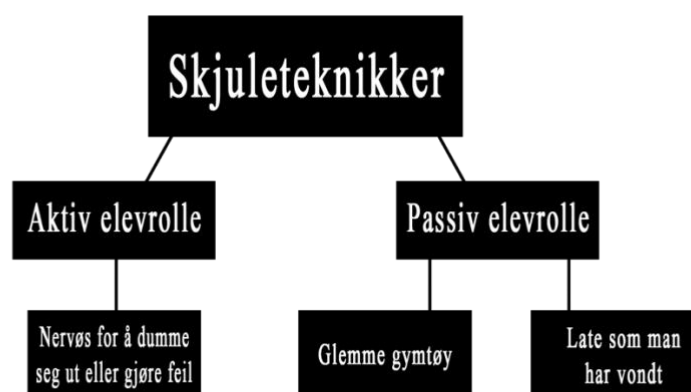 Skjuleteknikker
Aktiv elevrolle
Passiv elevrolle
Nervøs for å dumme
seg ut eller gjøre feil
Glemme gymtøy
Late som man
har vondt